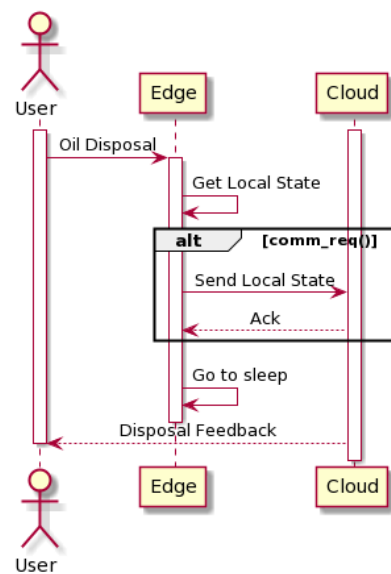 User
Edge
Cloud
Oil Disposal
Get Local State
alt
[comm_req()]
Send Local State
Ack
Go to sleep
Disposal Feedback
User
Edge
Cloud